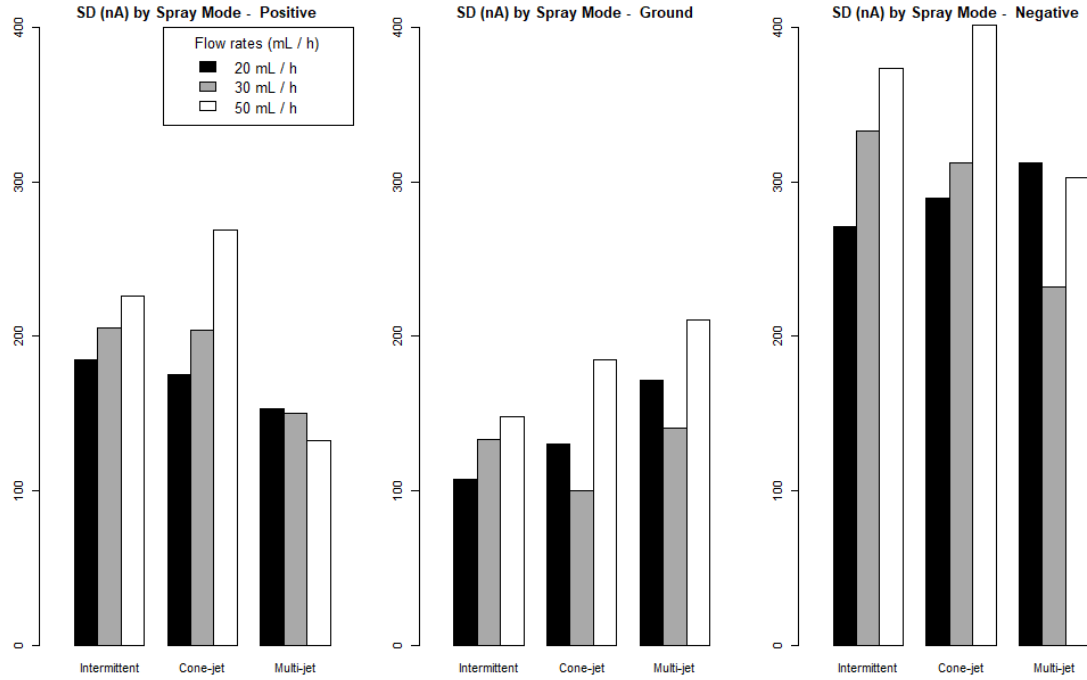 SD (nA) by Spray Mode - Positive
400
300
200
100
0
Flow rates (mL / h)
20 mL / h
30 mL / h
50 mL / h
Intermittent Cone-jet Multi-jet
SD (nA) by Spray Mode - Ground
400
300
200
100
0
Intermittent Cone-jet Multi-jet
SD (nA) by Spray Mode - Negative
400
300
200
100
0
Intermittent Cone-jet Multi-jet